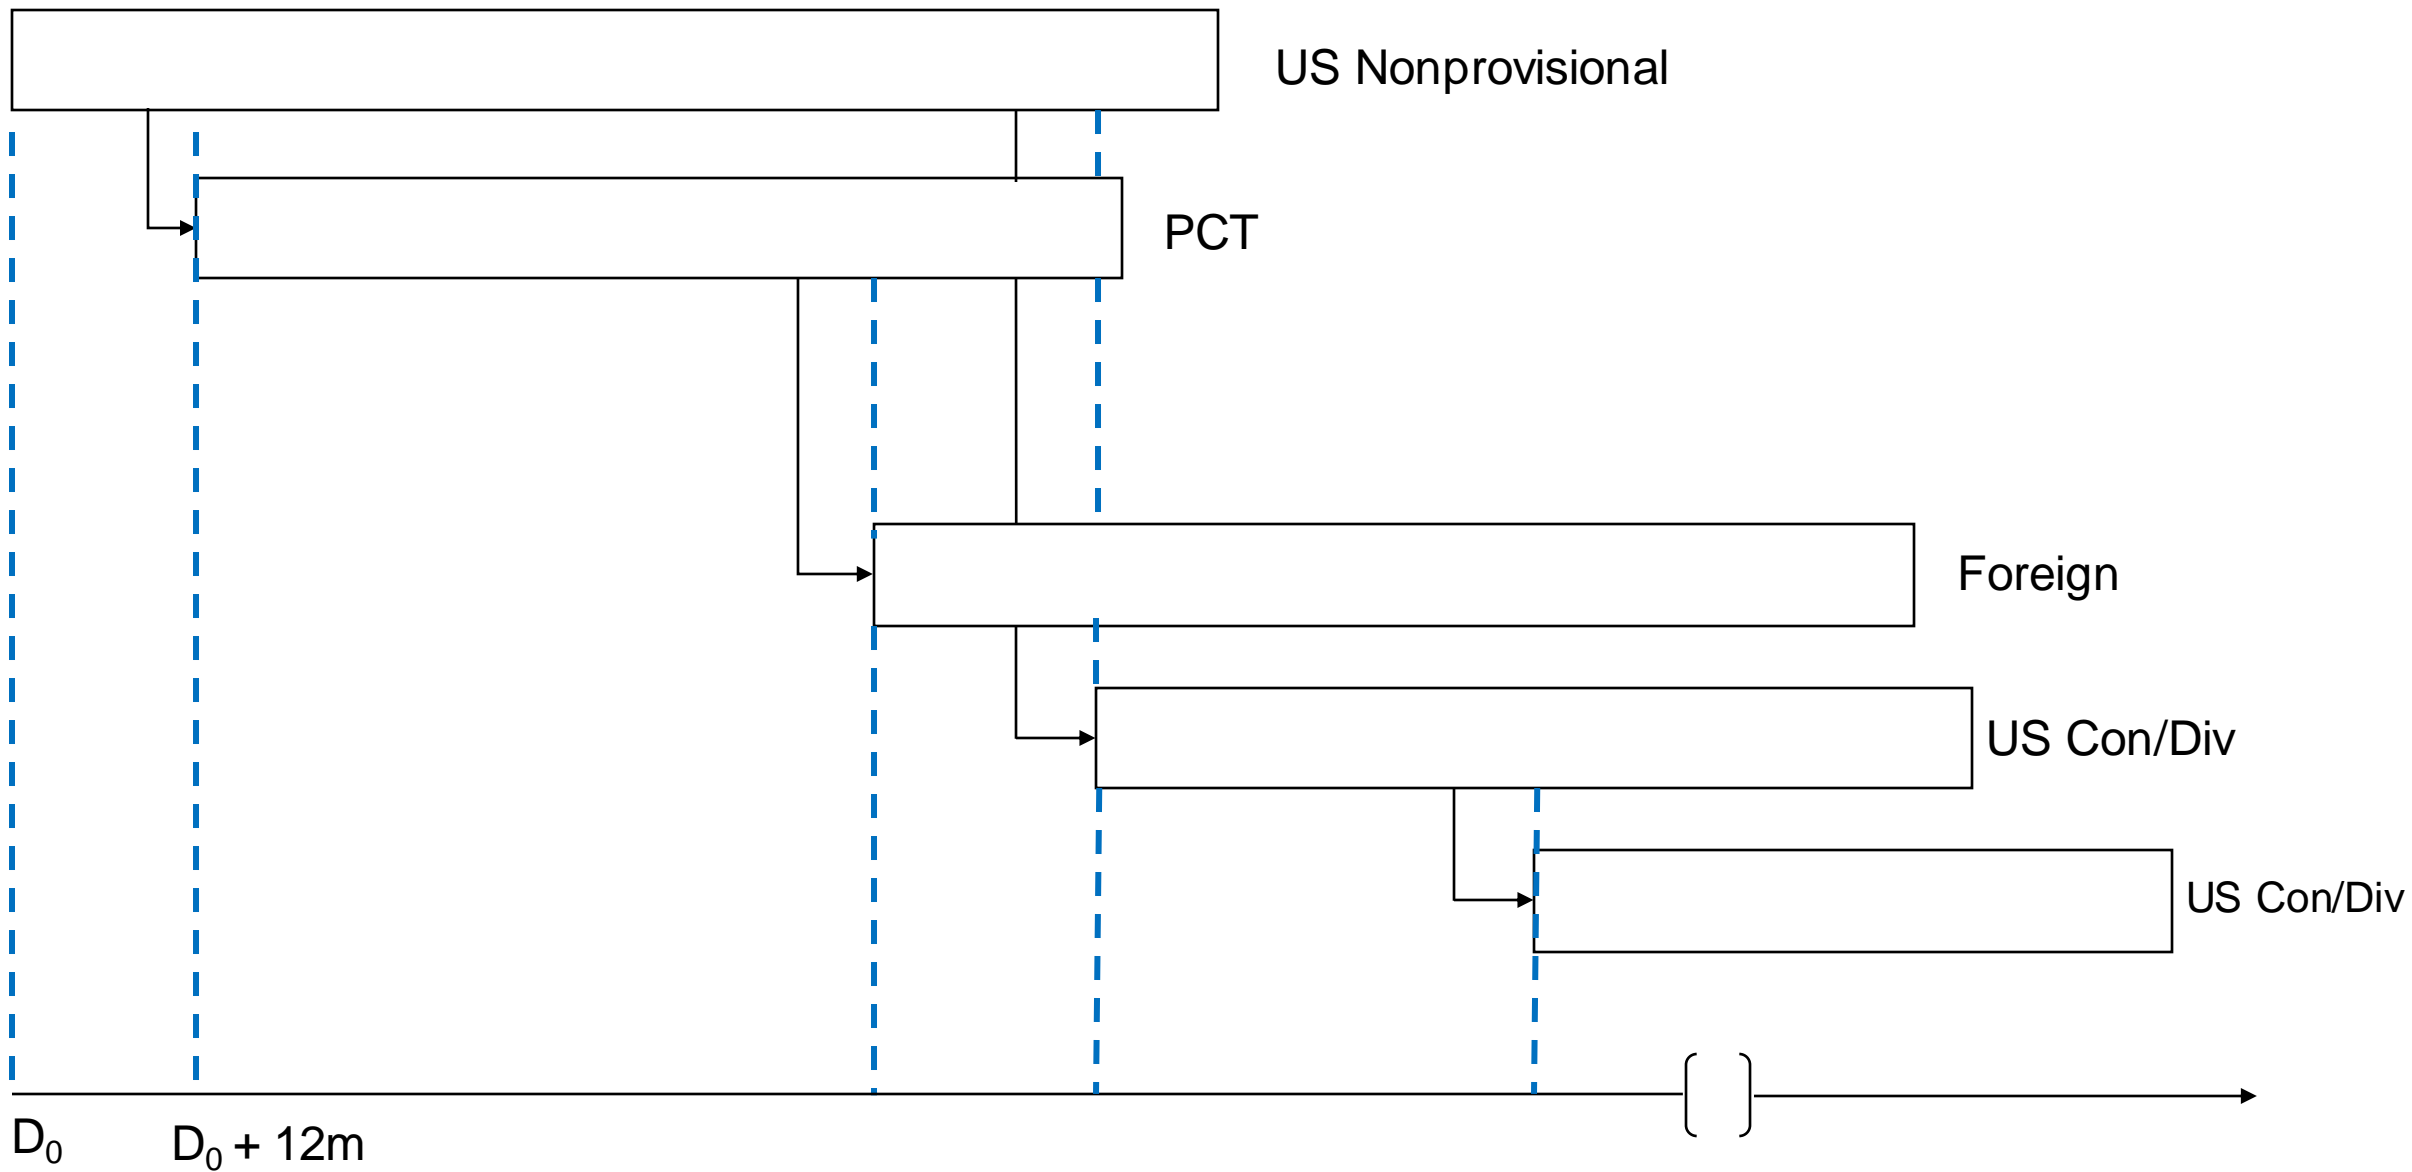 US Nonprovisional
PCT
Foreign
US Con/Div
US Con/Div
D₀
D₀ + 12m